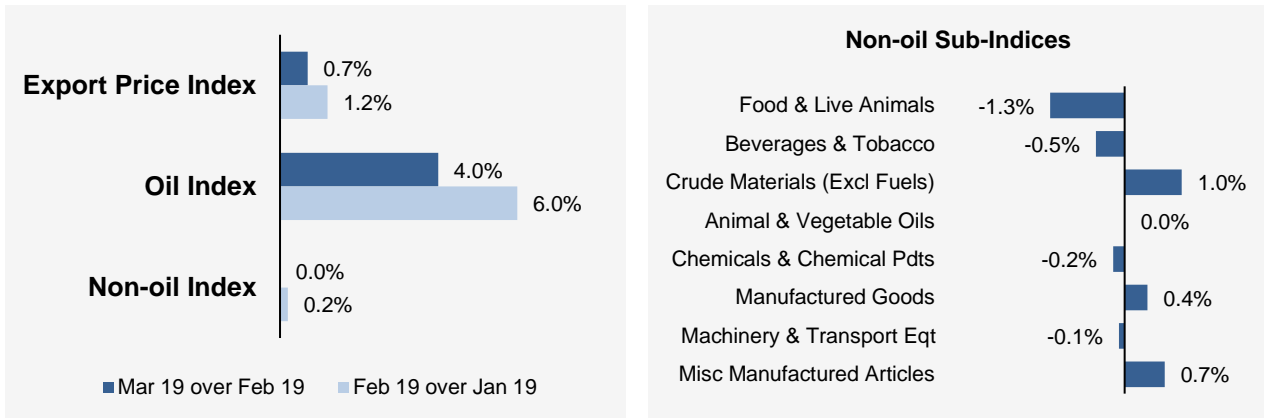 Export Price Index
0.7%
1.2%
Oil Index
4.0%
6.0%
Non-oil Index
0.0%
0.2%
Mar 19 over Feb 19
Feb 19 over Jan 19
Non-oil Sub-Indices
Food & Live Animals -1.3%
Beverages & Tobacco -0.5%
Crude Materials (Excl Fuels) 1.0%
Animal & Vegetable Oils 0.0%
Chemicals & Chemical Pdts -0.2%
Manufactured Goods 0.4%
Machinery & Transport Eqt -0.1%
Misc Manufactured Articles 0.7%